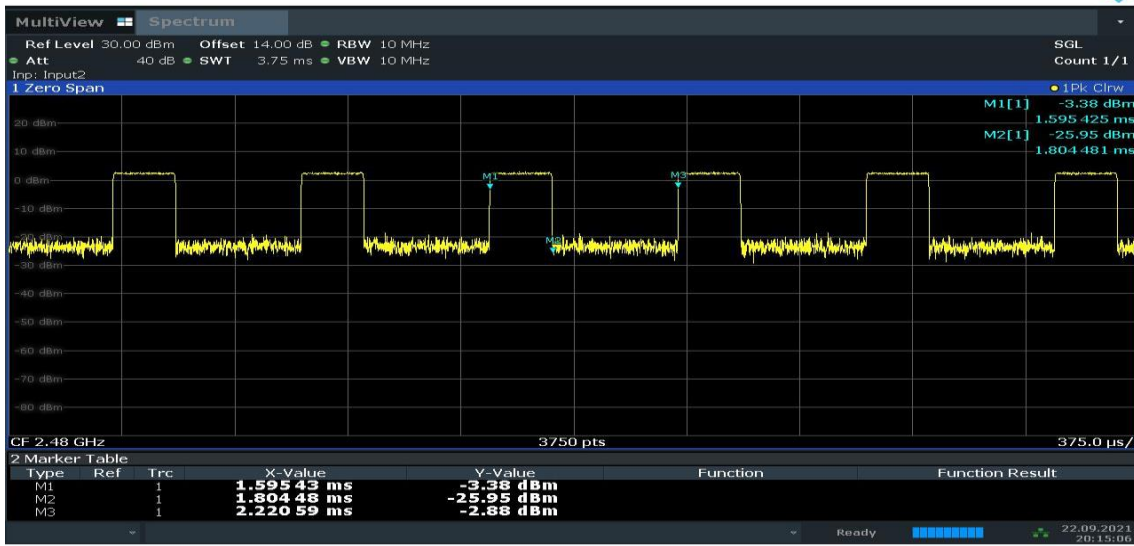 MultiView Spectrum
Ref Level 30.00 dBm Offset 14.00 dB RBW 10 MHz SGL
Att 40 dB SWT 3.75 ms VBW 10 MHz Count 1/1
Inp: Input2
1 Zero Span 1Pk Clrw
M1[1] -3.38 dBm
20 dBm 1.595 425 ms
M2[1] -25.95 dBm
10 dBm 1.804 481 ms
M1 M3
0 dBm
-10 dBm
-20 dBm M2
-30 dBm
-40 dBm
-50 dBm
-60 dBm
-70 dBm
-80 dBm
CF 2.48 GHz 3750 pts 375.0 µs/
2 Marker Table
Type Ref Trc X-Value Y-Value Function Function Result
M1 1 1.595 43 ms -3.38 dBm
M2 1 1.804 48 ms -25.95 dBm
M3 1 2.220 59 ms -2.88 dBm
Ready 22.09.2021
20:15:06